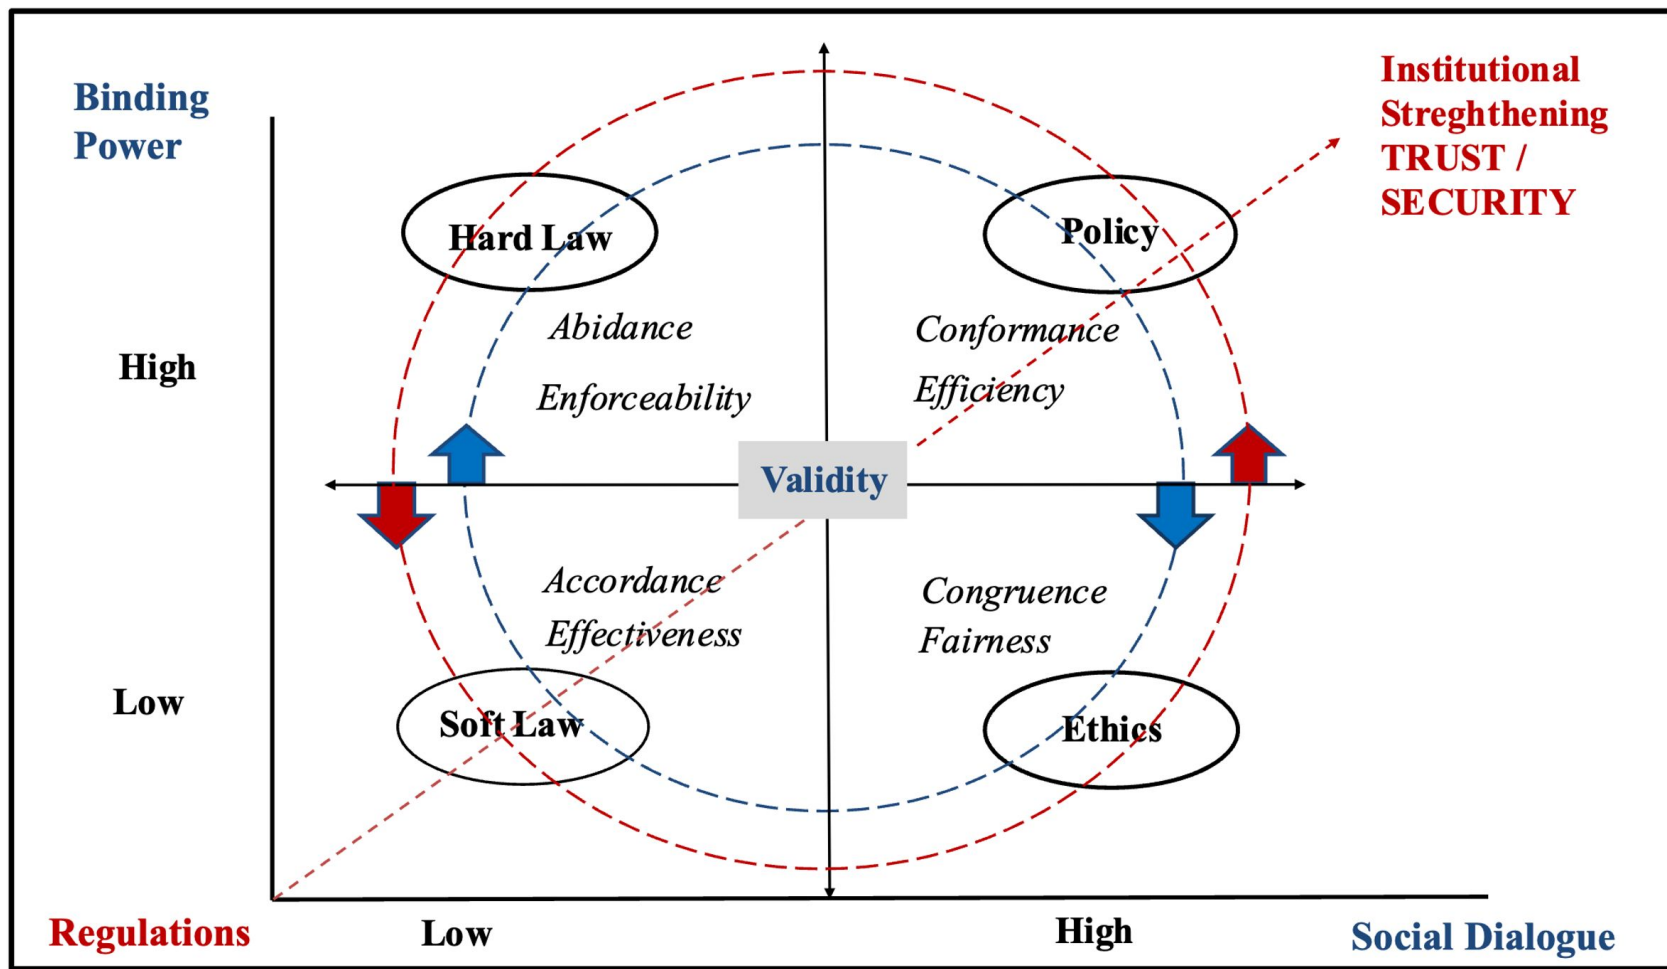 Binding
Power
Institutional
Streghthening
TRUST /
SECURITY
Hard Law
Policy
Abidance
Conformance
High
Enforceability
Efficiency
Validity
Accordance
Congruence
Effectiveness
Fairness
Low
Soft Law
Ethics
Regulations
Low
High
Social Dialogue